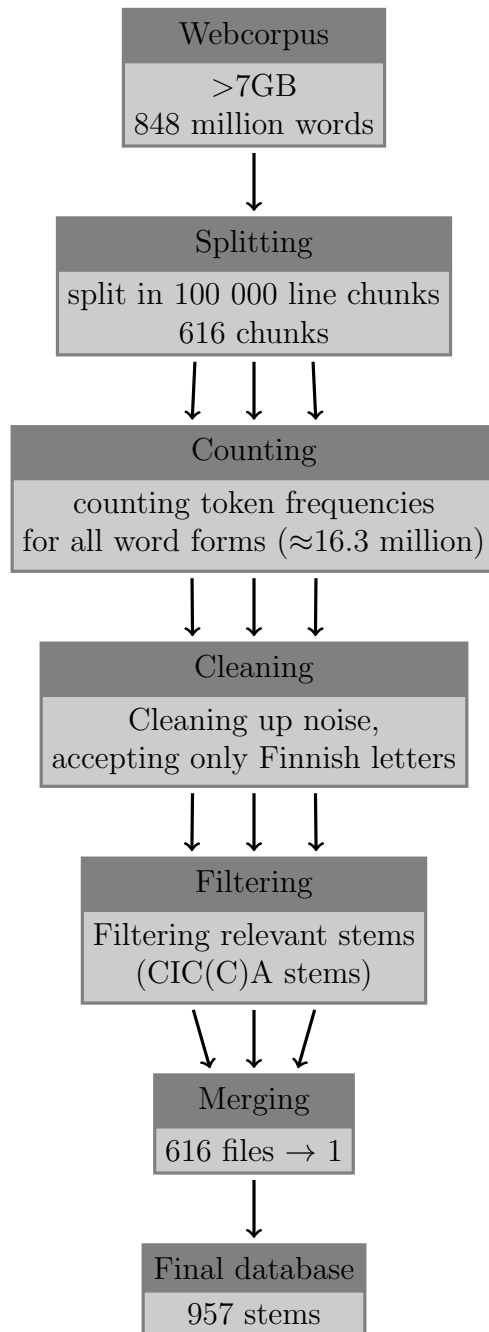 Webcorpus
>7GB
848 million words
Splitting
split in 100 000 line chunks
616 chunks
Counting
counting token frequencies
for all word forms (≈16.3 million)
Cleaning
Cleaning up noise,
accepting only Finnish letters
Filtering
Filtering relevant stems
(CIC(C)A stems)
Merging
616 files → 1
Final database
957 stems